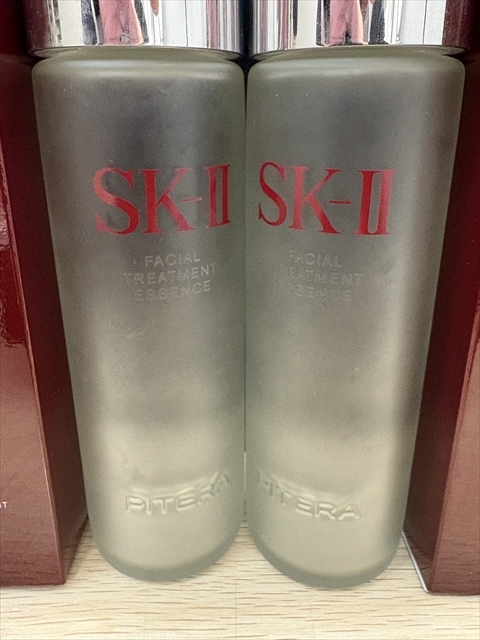 SK-II
FACIAL
TREATMENT
ESSENCE
PITERA
SK-II
FACIAL
TREATMENT
ESSENCE
PITERA